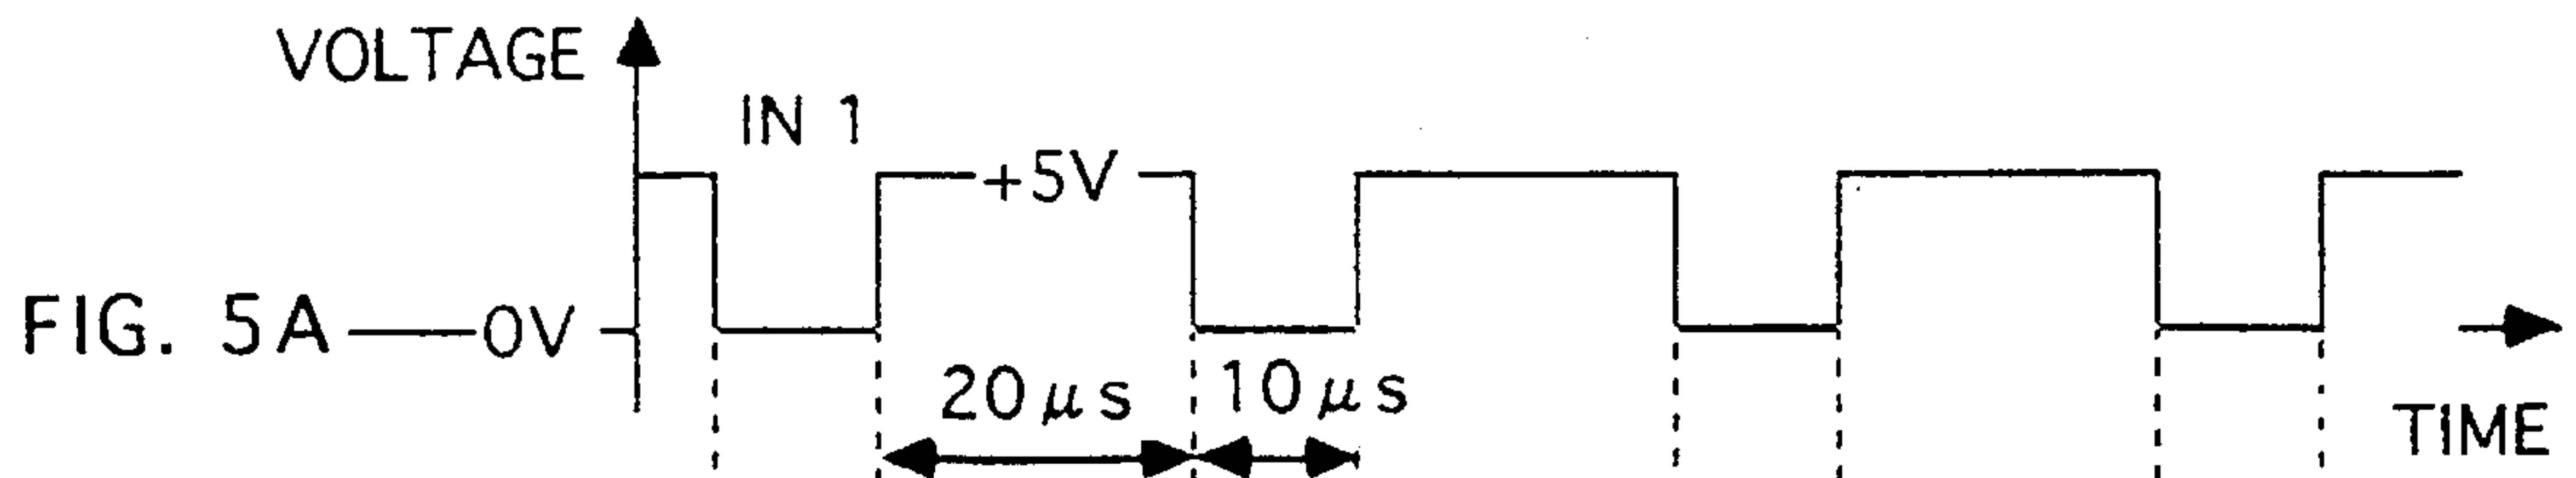 VOLTAGE
IN 1
+5V
FIG. 5A
0V
20μs
10μs
TIME